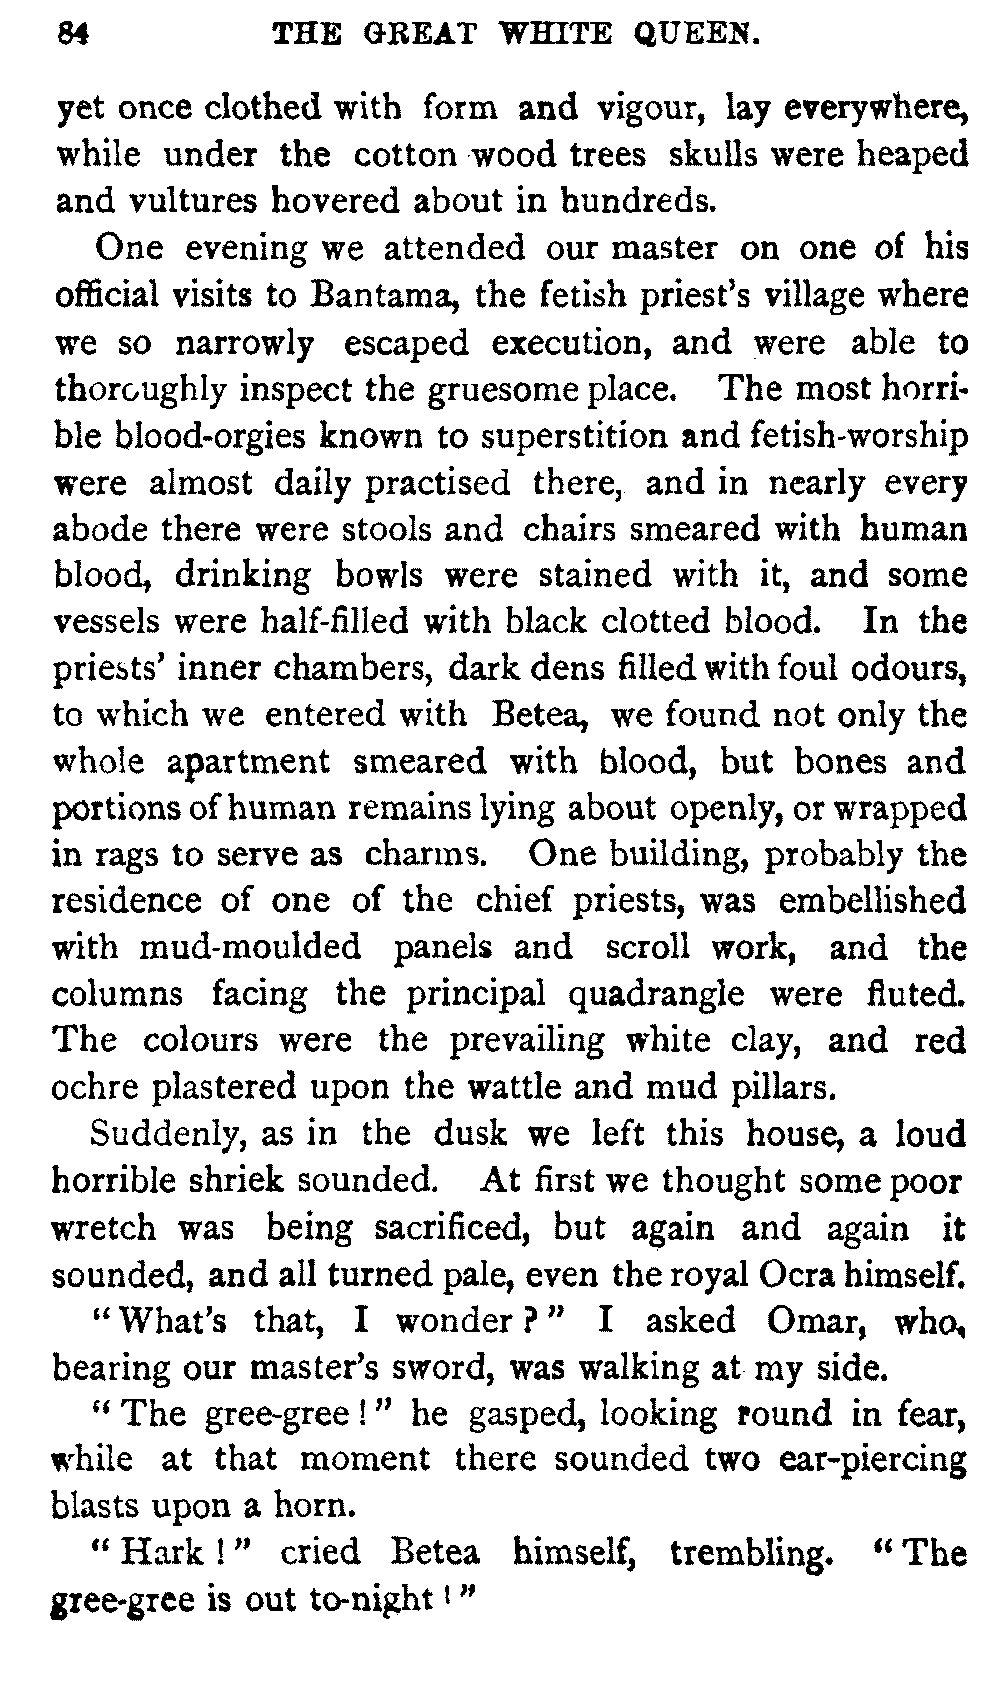 84 THE GREAT WHITE QUEEN.
yet once clothed with form and vigour, lay everywhere,
while under the cotton wood trees skulls were heaped
and vultures hovered about in hundreds.
One evening we attended our master on one of his
official visits to Bantama, the fetish priest's village where
we so narrowly escaped execution, and were able to
thoroughly inspect the gruesome place. The most horri-
ble blood-orgies known to superstition and fetish-worship
were almost daily practised there, and in nearly every
abode there were stools and chairs smeared with human
blood, drinking bowls were stained with it, and some
vessels were half-filled with black clotted blood. In the
priests' inner chambers, dark dens filled with foul odours,
to which we entered with Betea, we found not only the
whole apartment smeared with blood, but bones and
portions of human remains lying about openly, or wrapped
in rags to serve as charms. One building, probably the
residence of one of the chief priests, was embellished
with mud-moulded panels and scroll work, and the
columns facing the principal quadrangle were fluted.
The colours were the prevailing white clay, and red
ochre plastered upon the wattle and mud pillars.
Suddenly, as in the dusk we left this house, a loud
horrible shriek sounded. At first we thought some poor
wretch was being sacrificed, but again and again it
sounded, and all turned pale, even the royal Ocra himself.
"What's that, I wonder?" I asked Omar, who,
bearing our master's sword, was walking at my side.
"The gree-gree!" he gasped, looking round in fear,
while at that moment there sounded two ear-piercing
blasts upon a horn.
"Hark!" cried Betea himself, trembling. "The
gree-gree is out to-night!"